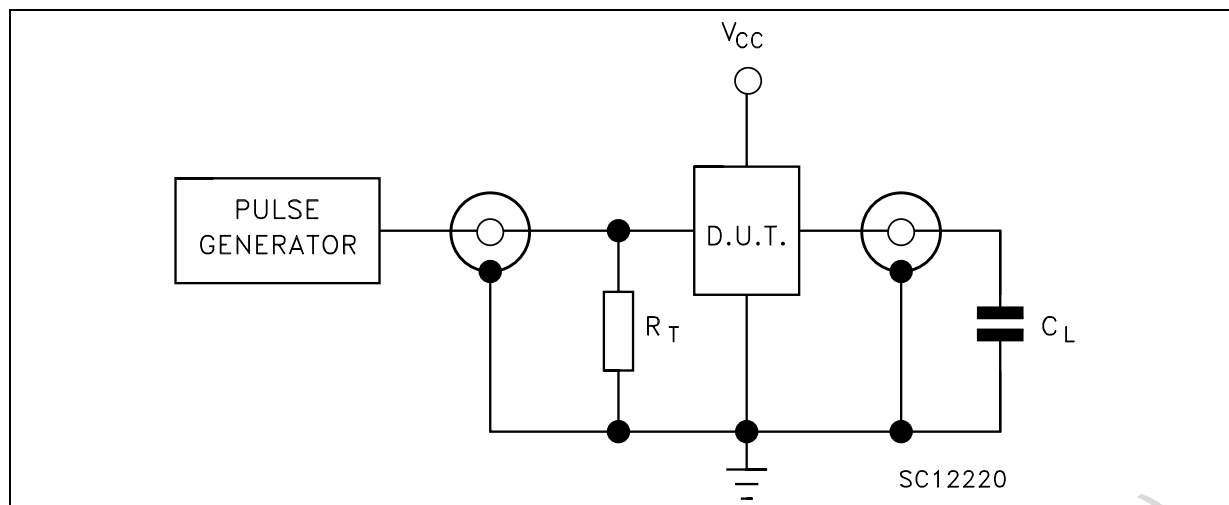 VCC
PULSE
GENERATOR
D.U.T.
RT
CL
SC12220